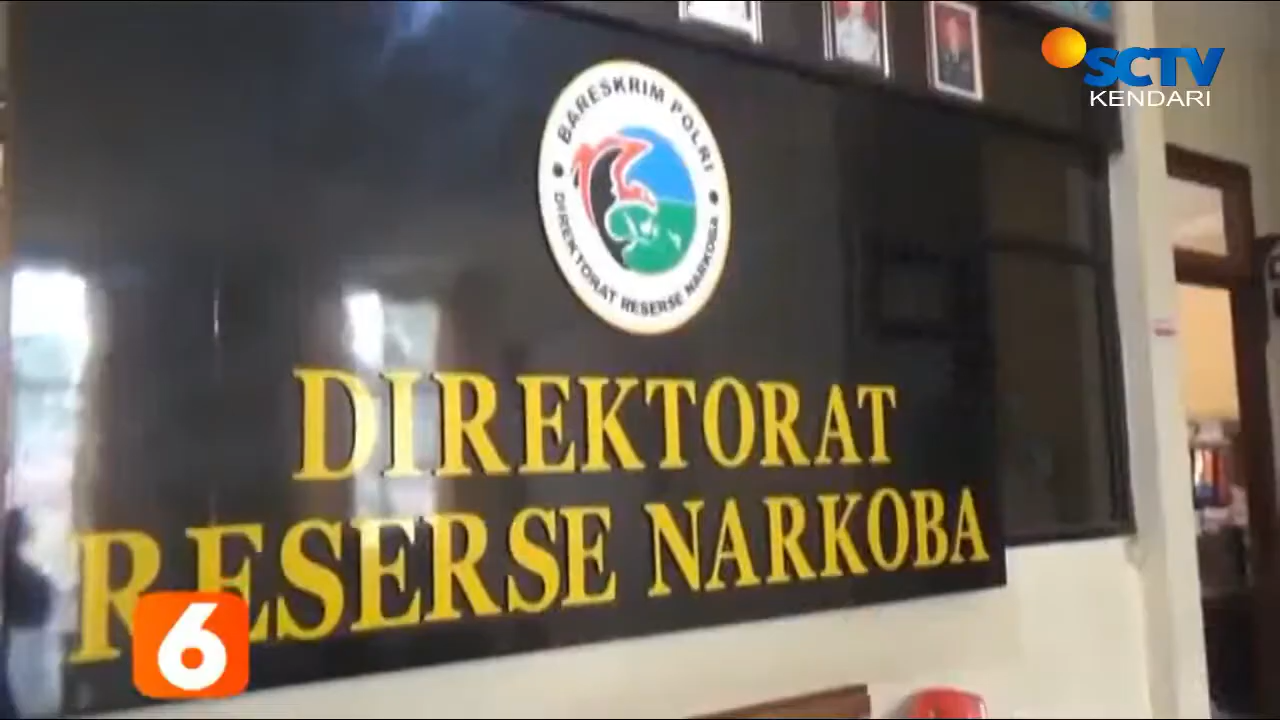 SCTV
KENDARI
BARESKRIM POLRI
DIREKTORAT RESERSE NARKOBA
DIREKTORAT
RESERSE NARKOBA
6